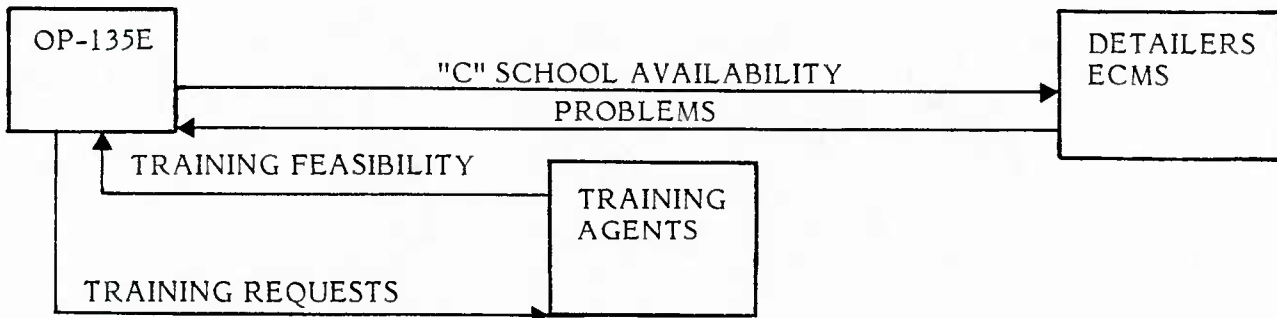 OP-135E
"C" SCHOOL AVAILABILITY
PROBLEMS
DETAILERS
ECMS
TRAINING FEASIBILITY
TRAINING
AGENTS
TRAINING REQUESTS